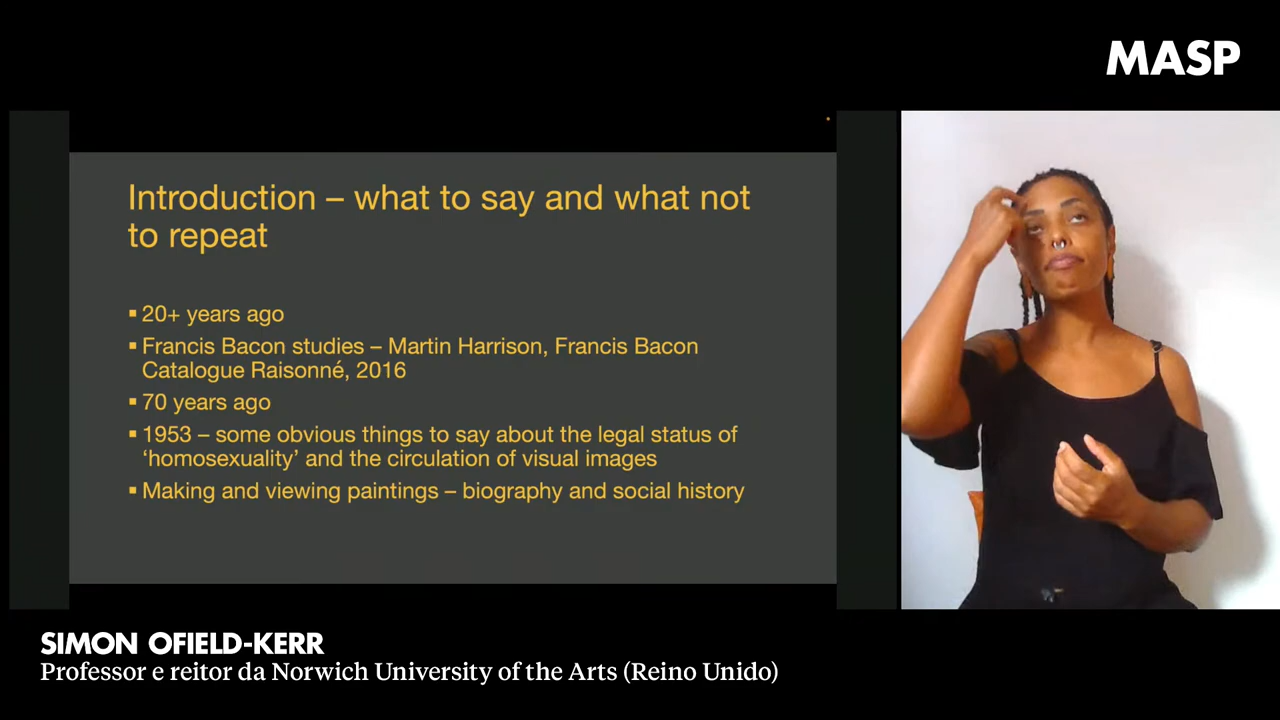 MASP
Introduction – what to say and what not
to repeat
▪ 20+ years ago
▪ Francis Bacon studies – Martin Harrison, Francis Bacon
Catalogue Raisonné, 2016
▪ 70 years ago
▪ 1953 – some obvious things to say about the legal status of
‘homosexuality’ and the circulation of visual images
▪ Making and viewing paintings – biography and social history
SIMON OFIELD-KERR
Professor e reitor da Norwich University of the Arts (Reino Unido)